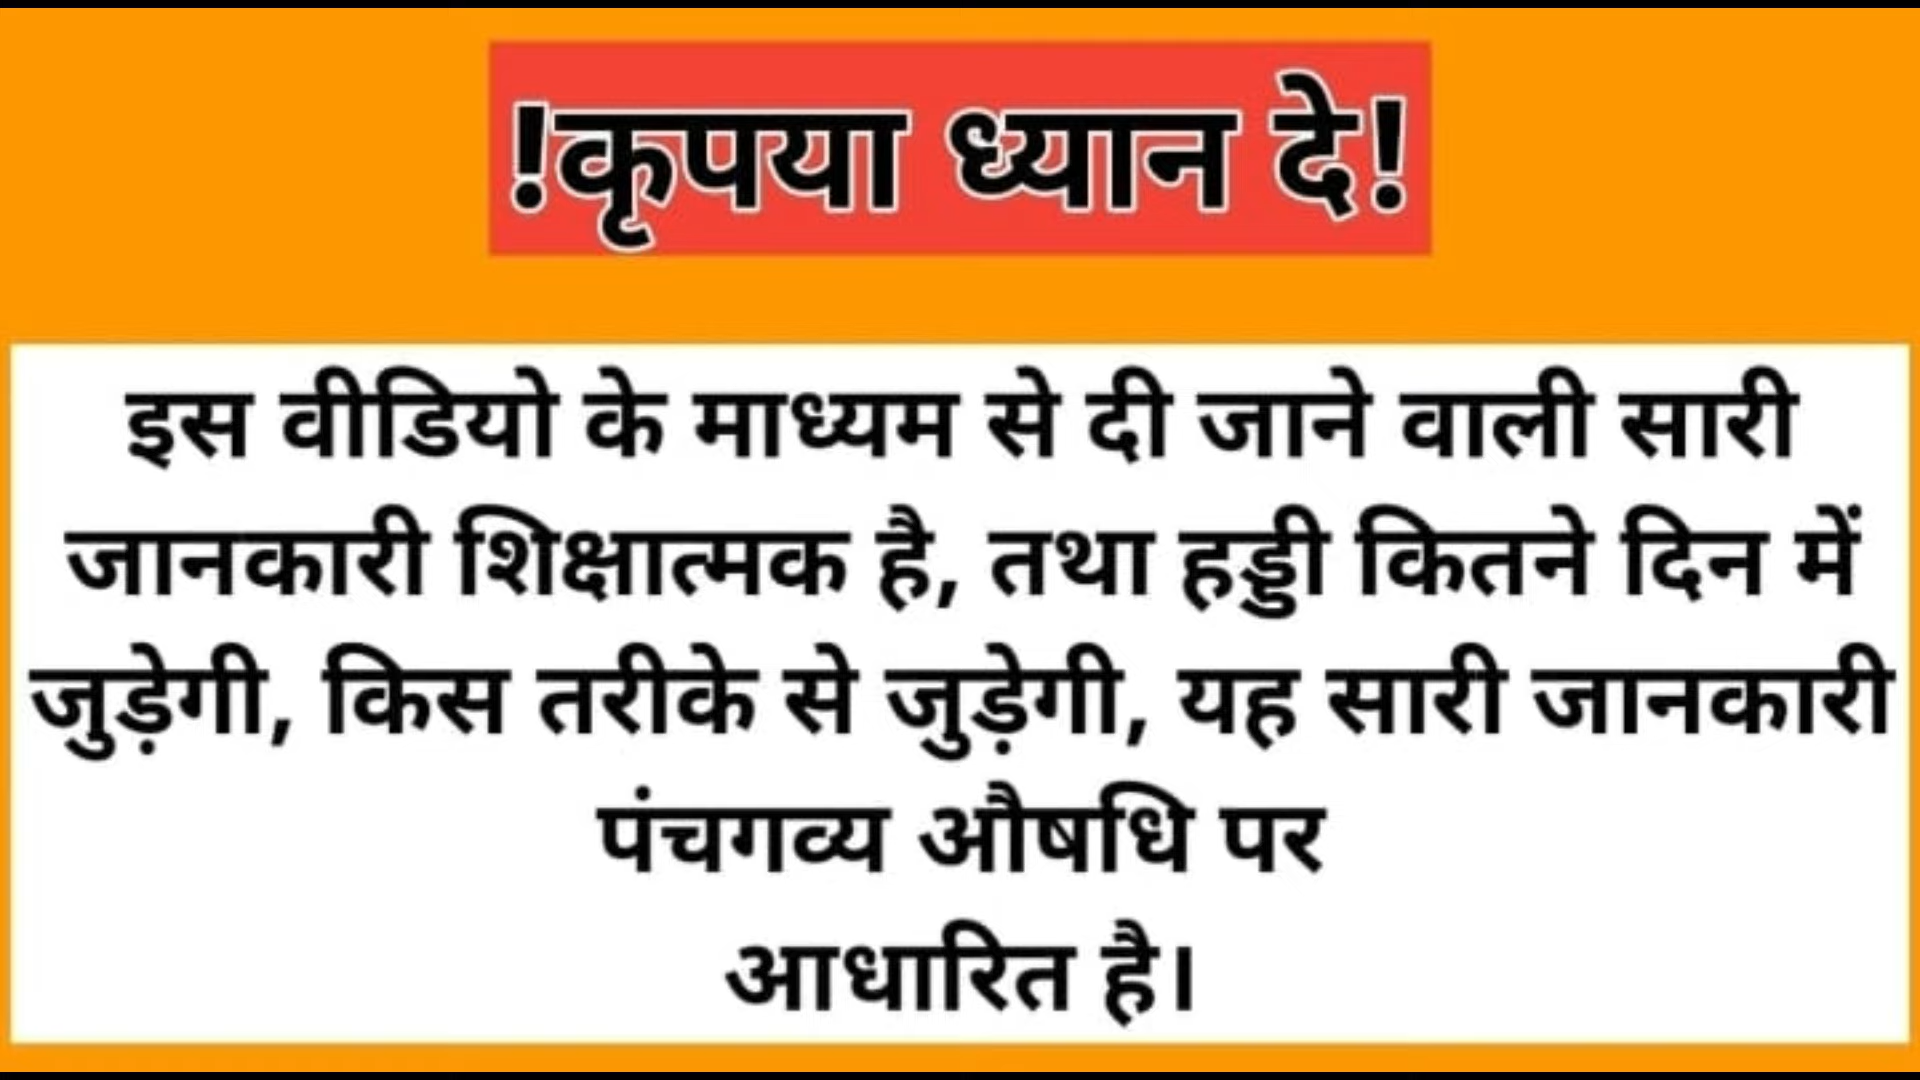 !कृपया ध्यान दे!
इस वीडियो के माध्यम से दी जाने वाली सारी
जानकारी शिक्षात्मक है, तथा हड्डी कितने दिन में
जुड़ेगी, किस तरीके से जुड़ेगी, यह सारी जानकारी
पंचगव्य औषधि पर
आधारित है।